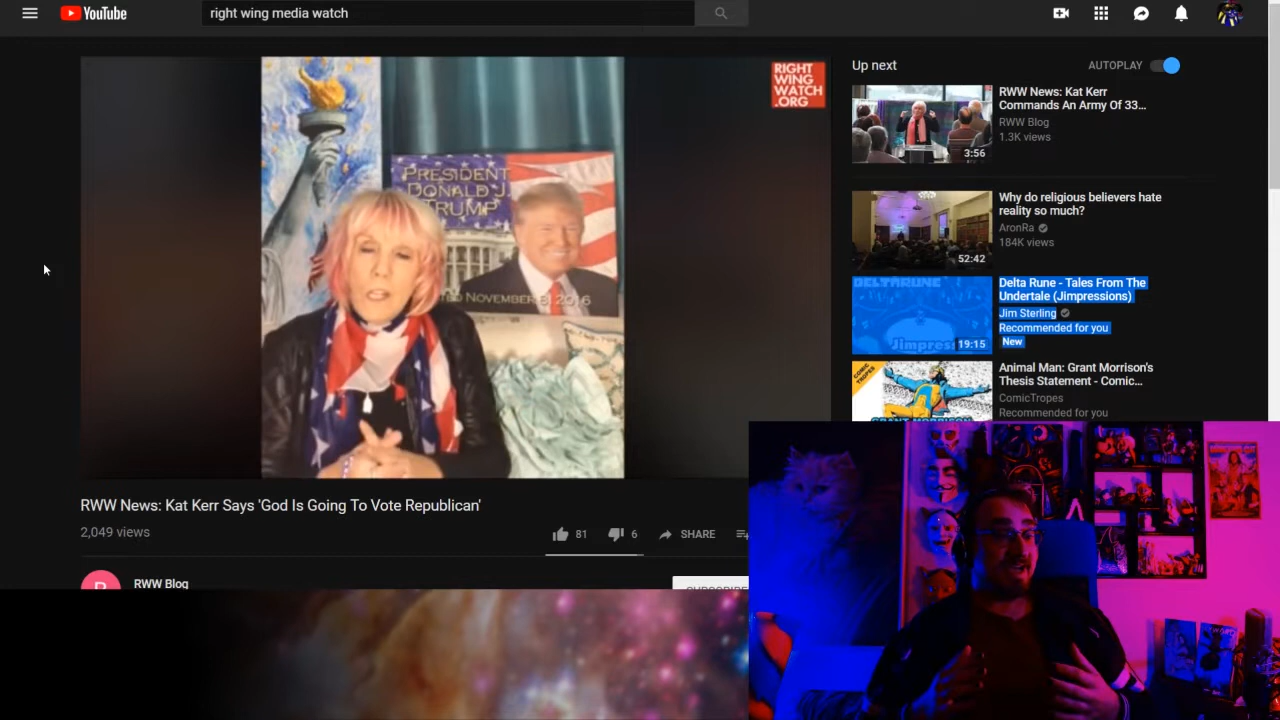 YouTube
right wing media watch
RIGHT
WING
WATCH
.ORG
PRESIDENT
DONALD J.
TRUMP
NOVEMBER 8, 2016
RWW News: Kat Kerr Says 'God Is Going To Vote Republican'
2,049 views
81
6
SHARE
RWW Blog
Up next
AUTOPLAY
RWW News: Kat Kerr
Commands An Army Of 33...
RWW Blog
1.3K views
3:56
Why do religious believers hate
reality so much?
AronRa
184K views
52:42
Delta Rune - Tales From The
Undertale (Jimpressions)
Jim Sterling
Recommended for you
New
DELTARUNE
19:15
Animal Man: Grant Morrison's
Thesis Statement - Comic...
ComicTropes
Recommended for you
COMIC
TROPES